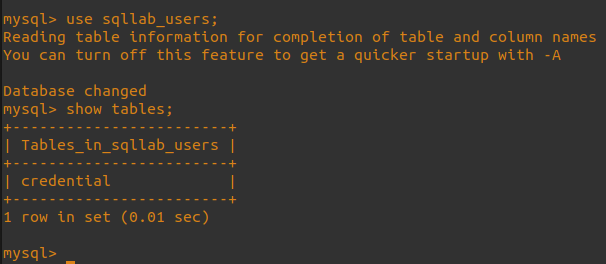 mysql> use sqllab_users;
Reading table information for completion of table and column names
You can turn off this feature to get a quicker startup with -A

Database changed
mysql> show tables;
+------------------------+
| Tables_in_sqllab_users |
+------------------------+
| credential             |
+------------------------+
1 row in set (0.01 sec)

mysql>